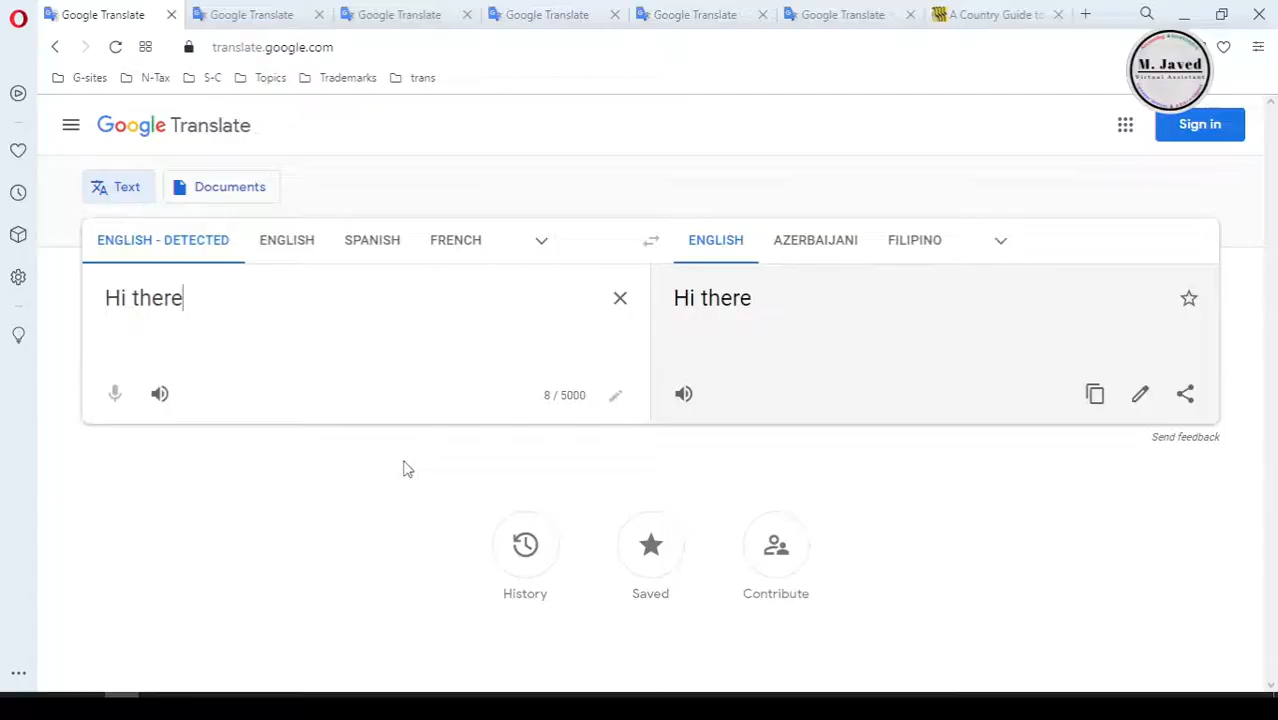 Google Translate
Google Translate
Google Translate
Google Translate
Google Translate
Google Translate
A Country Guide to
translate.google.com
G-sites
N-Tax
S-C
Topics
Trademarks
trans
M. Javed
Virtual Assistant
Google Translate
Sign in
Text
Documents
ENGLISH - DETECTED
ENGLISH
SPANISH
FRENCH
ENGLISH
AZERBAIJANI
FILIPINO
Hi there
Hi there
8 / 5000
Send feedback
History
Saved
Contribute